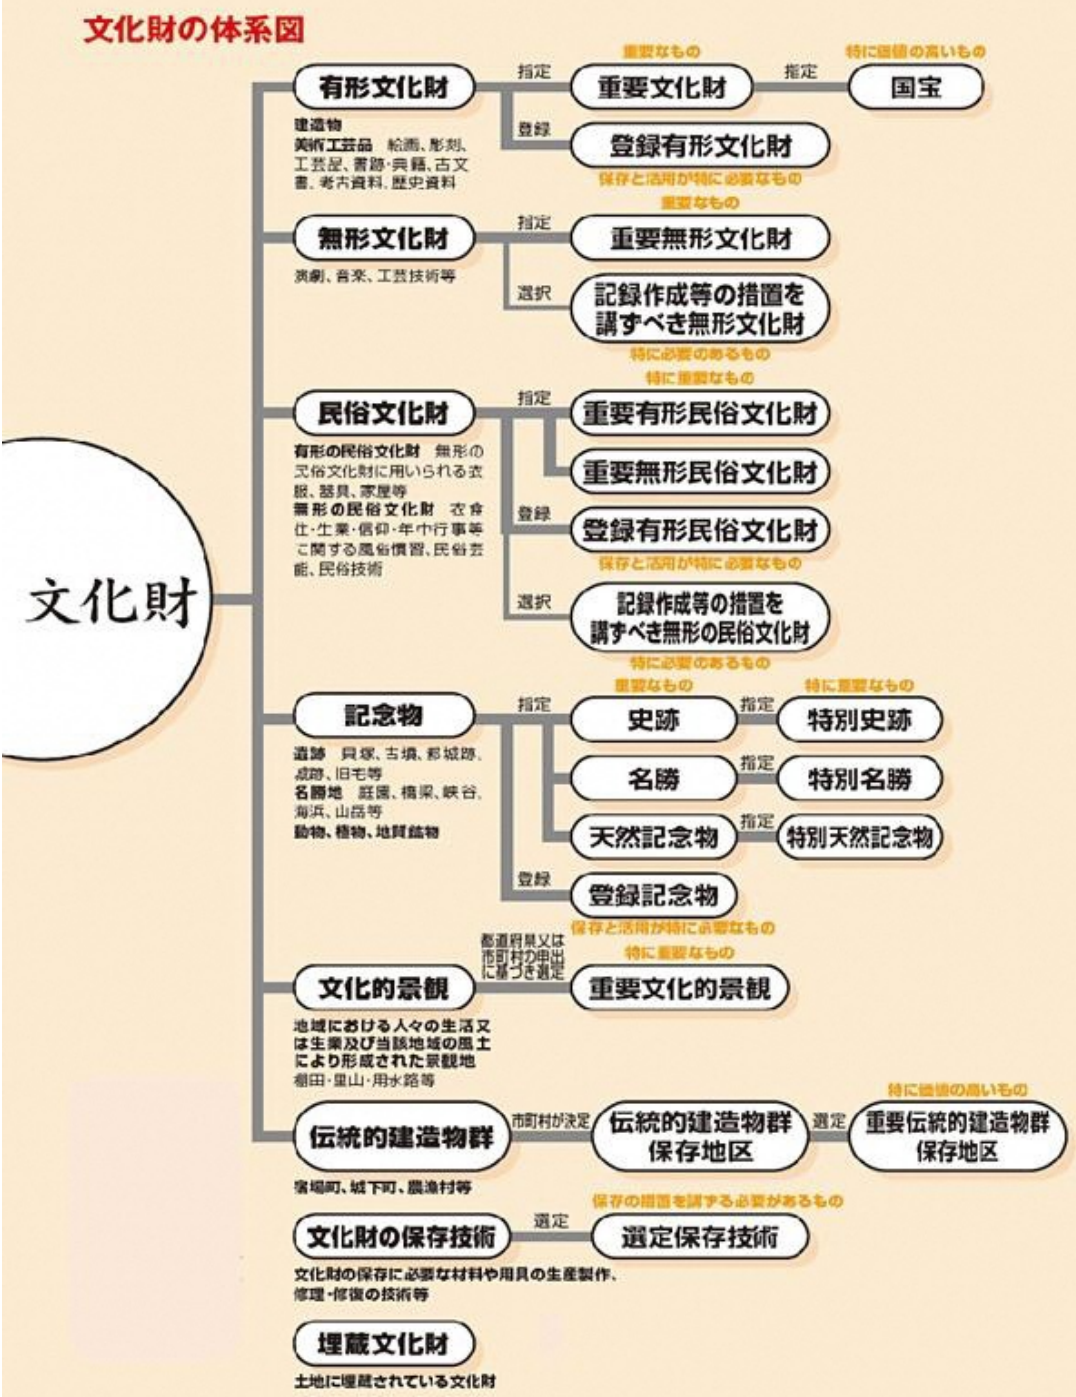 文化財の体系図
文化財
重要なもの
特に価値の高いもの
有形文化財
指定
重要文化財
指定
国宝
建造物
美術工芸品 絵画、彫刻、
工芸品、書跡・典籍、古文
書、考古資料、歴史資料
登録
登録有形文化財
保存と活用が特に必要なもの
重要なもの
無形文化財
指定
重要無形文化財
演劇、音楽、工芸技術等
選択
記録作成等の措置を
講ずべき無形文化財
特に必要のあるもの
特に重要なもの
民俗文化財
指定
重要有形民俗文化財
重要無形民俗文化財
有形の民俗文化財 無形の
民俗文化財に用いられる衣
服、器具、家屋等
無形の民俗文化財 衣食
住・生業・信仰・年中行事等
に関する風俗慣習、民俗芸
能、民俗技術
登録
登録有形民俗文化財
保存と活用が特に必要なもの
選択
記録作成等の措置を
講ずべき無形の民俗文化財
特に必要のあるもの
重要なもの
特に重要なもの
記念物
指定
史跡
指定
特別史跡
名勝
指定
特別名勝
天然記念物
指定
特別天然記念物
遺跡 貝塚、古墳、都城跡、
城跡、旧宅等
名勝地 庭園、橋梁、峡谷、
海浜、山岳等
動物、植物、地質鉱物
登録
登録記念物
保存と活用が特に必要なもの
都道府県又は
市町村の申出
に基づき選定
特に重要なもの
文化的景観
重要文化的景観
地域における人々の生活又
は生業及び当該地域の風土
により形成された景観地
棚田・里山・用水路等
特に価値の高いもの
伝統的建造物群
市町村が決定
伝統的建造物群
保存地区
選定
重要伝統的建造物群
保存地区
宿場町、城下町、農漁村等
保存の措置を講ずる必要があるもの
文化財の保存技術
選定
選定保存技術
文化財の保存に必要な材料や用具の生産製作、
修理・修復の技術等
埋蔵文化財
土地に埋蔵されている文化財